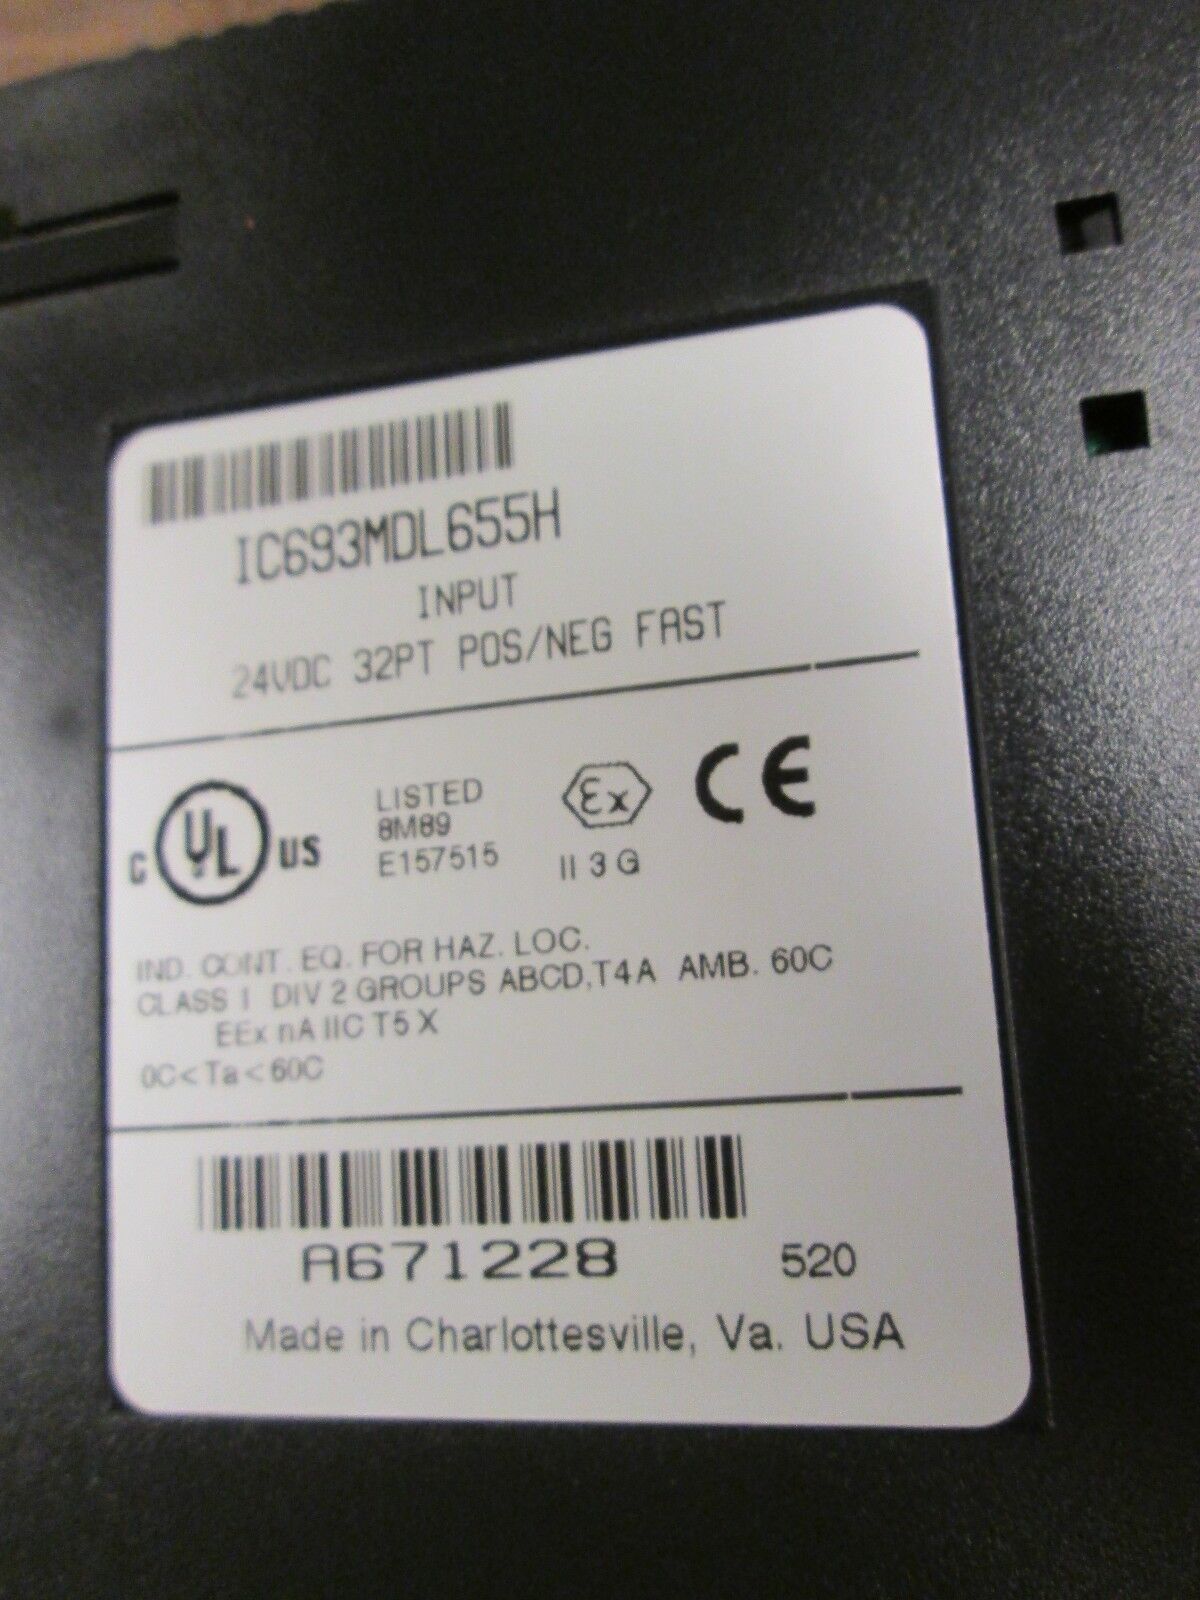 IC693MDL655H
INPUT
24VDC 32PT POS/NEG FAST
C UL US
LISTED
8M89
E157515
Ex
II 3 G
CE
IND. CONT. EQ. FOR HAZ. LOC.
CLASS I DIV 2 GROUPS ABCD,T4A AMB. 60C
EEx nA IIC T5 X
0C<Ta<60C
A671228 520
Made in Charlottesville, Va. USA